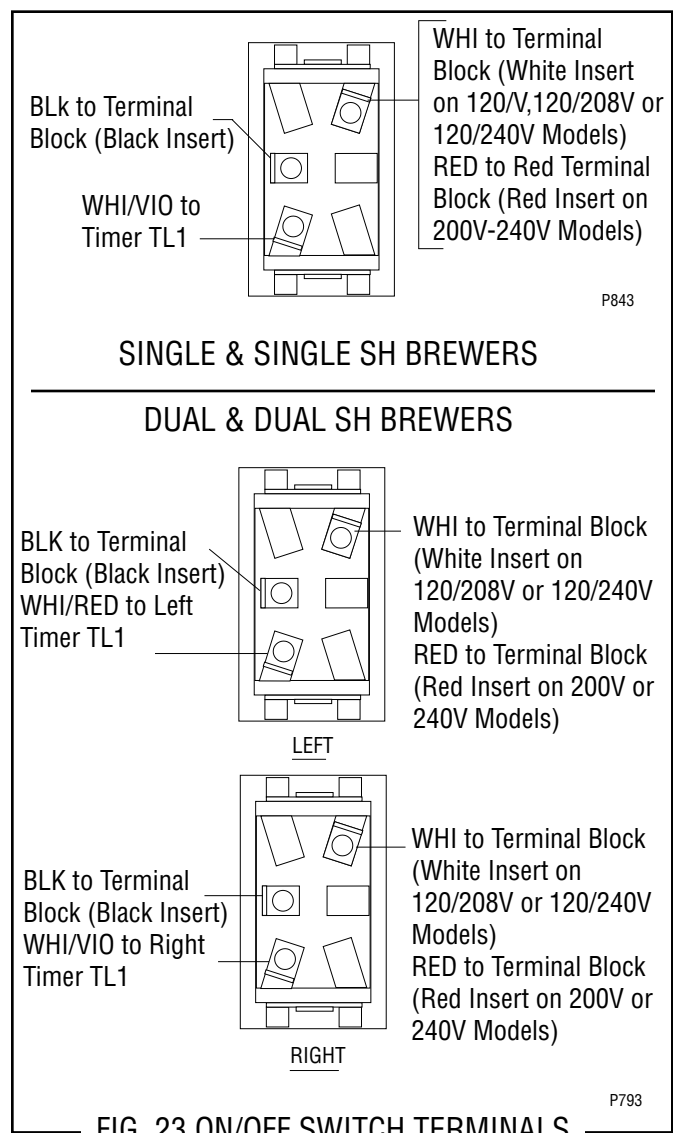 WHI to Terminal
Block (White Insert
on 120/V,120/208V or
120/240V Models)
RED to Red Terminal
Block (Red Insert on
200V-240V Models)
BLk to Terminal
Block (Black Insert)
WHI/VIO to
Timer TL1
P843
SINGLE & SINGLE SH BREWERS
DUAL & DUAL SH BREWERS
BLK to Terminal
Block (Black Insert)
WHI/RED to Left
Timer TL1
WHI to Terminal Block
(White Insert on
120/208V or 120/240V
Models)
RED to Terminal Block
(Red Insert on 200V or
240V Models)
LEFT
BLK to Terminal
Block (Black Insert)
WHI/VIO to Right
Timer TL1
WHI to Terminal Block
(White Insert on
120/208V or 120/240V
Models)
RED to Terminal Block
(Red Insert on 200V or
240V Models)
RIGHT
P793
FIG. 23 ON/OFF SWITCH TERMINALS